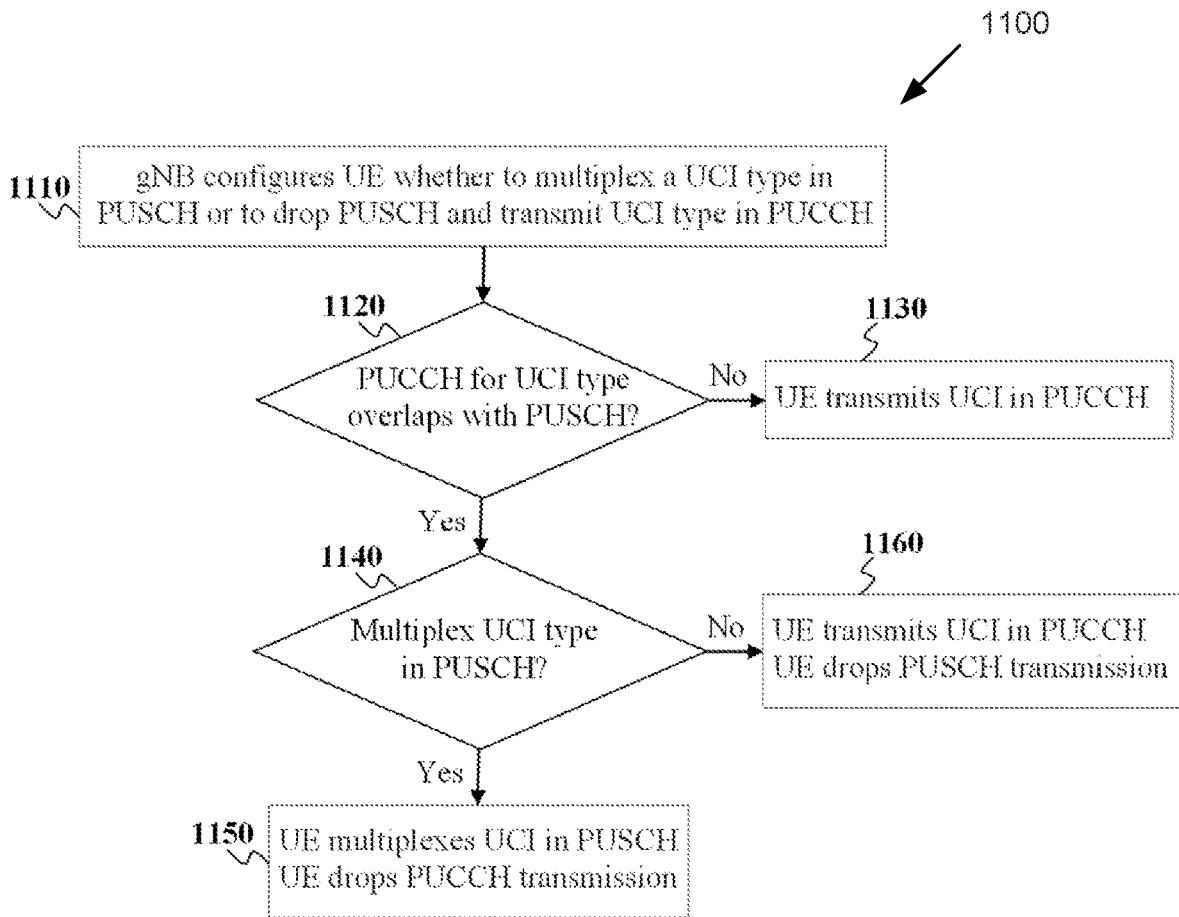 1100
1110
gNB configures UE whether to multiplex a UCI type in
PUSCH or to drop PUSCH and transmit UCI type in PUCCH
1120
PUCCH for UCI type
overlaps with PUSCH?
No
1130
UE transmits UCI in PUCCH
Yes
1140
Multiplex UCI type
in PUSCH?
No
1160
UE transmits UCI in PUCCH
UE drops PUSCH transmission
Yes
1150
UE multiplexes UCI in PUSCH
UE drops PUCCH transmission